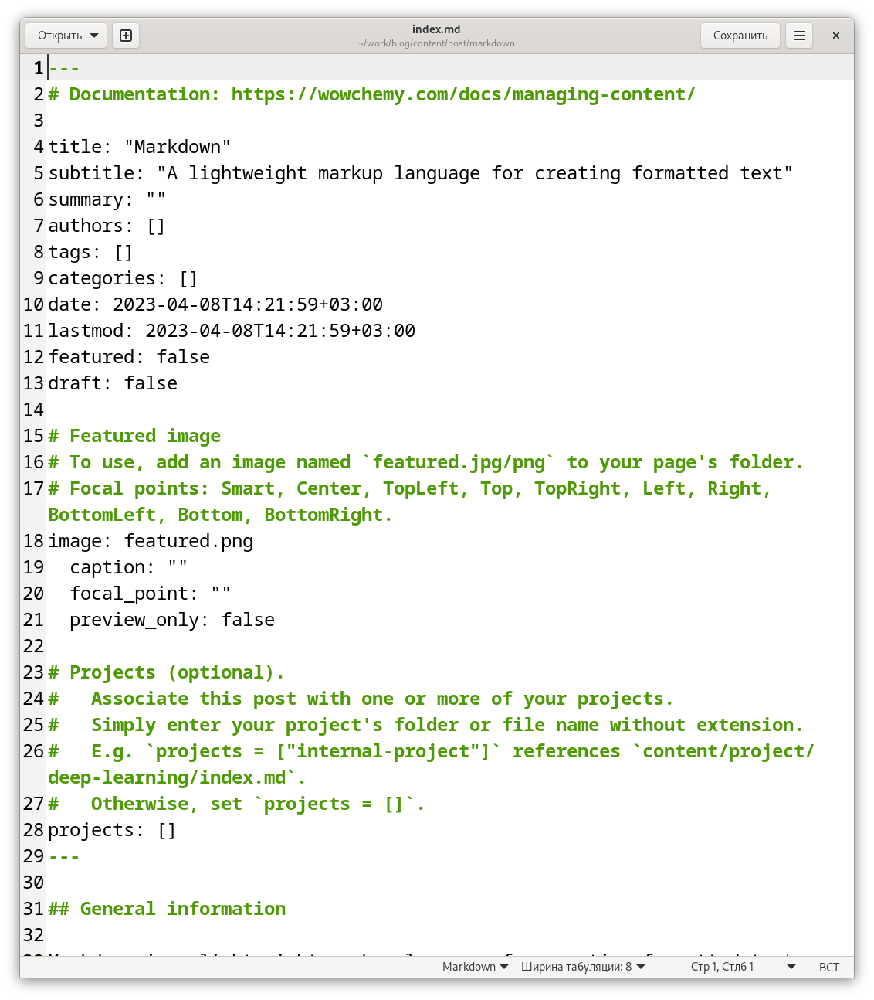 Открыть
index.md
~/work/blog/content/post/markdown
Сохранить
1 ---
2 # Documentation: https://wowchemy.com/docs/managing-content/
3
4 title: "Markdown"
5 subtitle: "A lightweight markup language for creating formatted text"
6 summary: ""
7 authors: []
8 tags: []
9 categories: []
10 date: 2023-04-08T14:21:59+03:00
11 lastmod: 2023-04-08T14:21:59+03:00
12 featured: false
13 draft: false
14
15 # Featured image
16 # To use, add an image named `featured.jpg/png` to your page's folder.
17 # Focal points: Smart, Center, TopLeft, Top, TopRight, Left, Right,
BottomLeft, Bottom, BottomRight.
18 image: featured.png
19   caption: ""
20   focal_point: ""
21   preview_only: false
22
23 # Projects (optional).
24 #   Associate this post with one or more of your projects.
25 #   Simply enter your project's folder or file name without extension.
26 #   E.g. `projects = ["internal-project"]` references `content/project/
deep-learning/index.md`.
27 #   Otherwise, set `projects = []`.
28 projects: []
29 ---
30
31 ## General information
32
Markdown Ширина табуляции: 8 Стр 1, Стлб 1 ВСТ